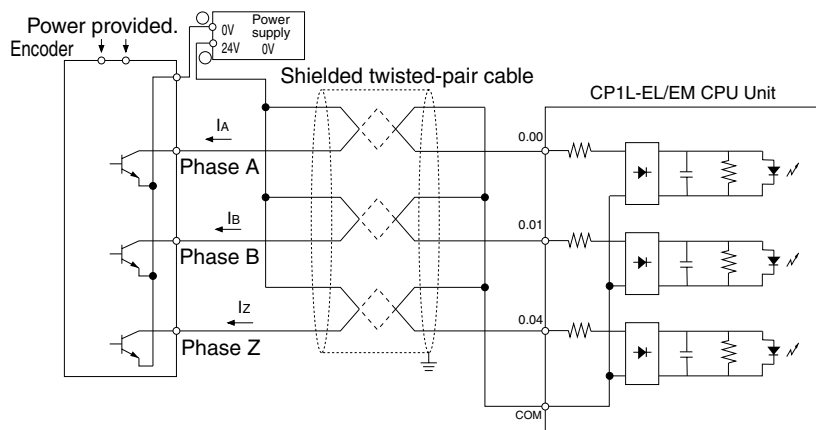 Power provided.
Encoder
0V
24V
Power
supply
0V
Shielded twisted-pair cable
CP1L-EL/EM CPU Unit
IA
Phase A
0.00
IB
Phase B
0.01
IZ
Phase Z
0.04
COM